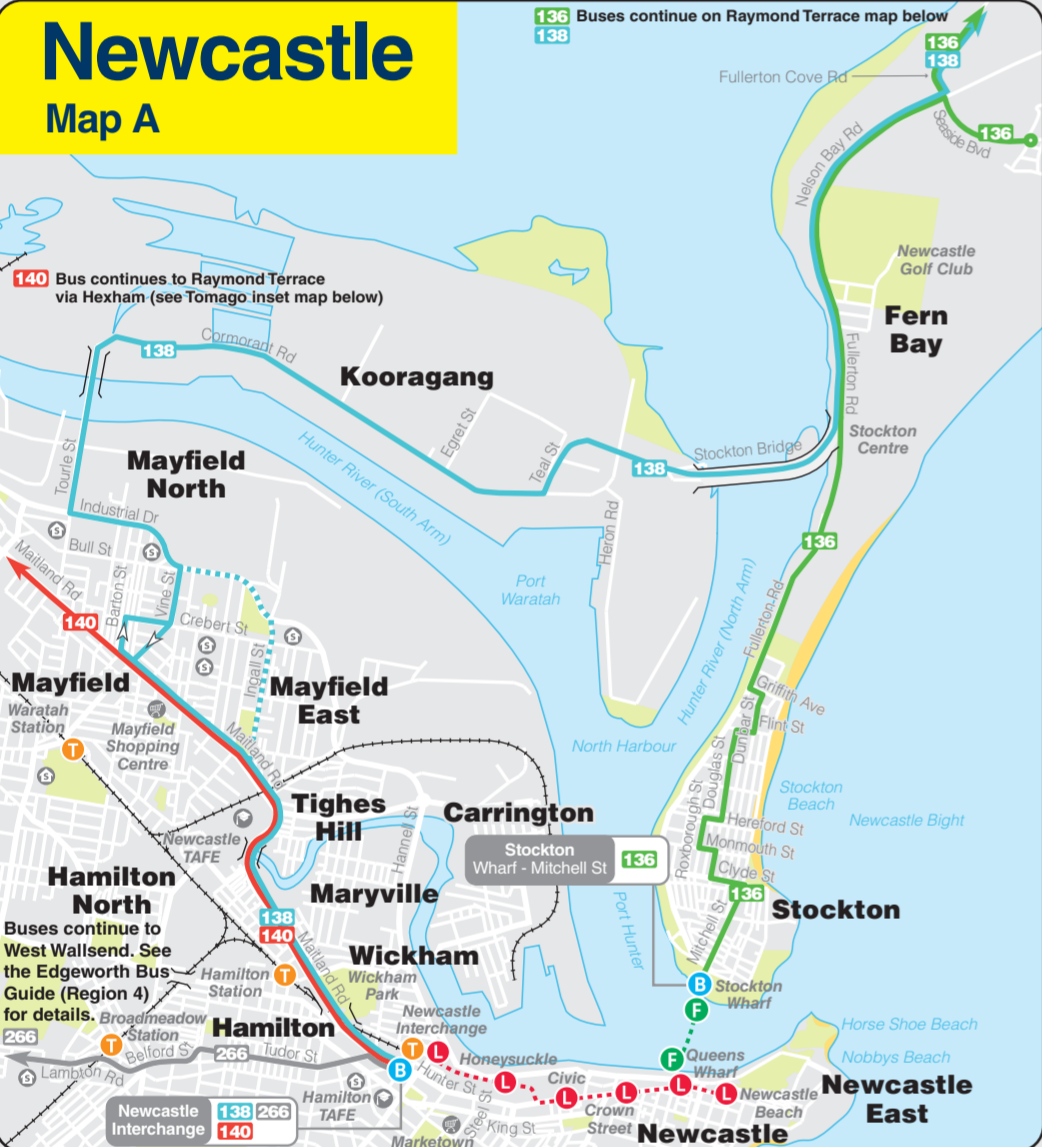 Newcastle
Map A
136 Buses continue on Raymond Terrace map below
138
136
138
Fullerton Cove Rd
Seaside Bvd
136
Nelson Bay Rd
Newcastle
Golf Club
Fern
Bay
140 Bus continues to Raymond Terrace
via Hexham (see Tomago inset map below)
138
Cormorant Rd
Kooragang
Fullerton Rd
Stockton
Centre
Egret St
Teal St
Stockton Bridge
138
Tourle St
Mayfield
North
Hunter River (South Arm)
Industrial Dr
S
Bull St
S
Heron Rd
136
Maitland Rd
Barton St
Vine St
Port
Waratah
Hunter River (North Arm)
Fullerton Rd
140
Crebert St
S
S
S
Ingall St
Mayfield
Mayfield
East
Griffith Ave
Dunbar St
Flint St
Waratah
Station
T
Mayfield
Shopping
Centre
Maitland Rd
North Harbour
Douglas St
S
Stockton
Beach
Roxborough St
Tighes
Hill
Carrington
Newcastle Bight
Hereford St
Newcastle
TAFE
Hannell St
Monmouth St
Stockton
Wharf - Mitchell St
136
Clyde St
Hamilton
North
Maryville
136
Mitchell St
Stockton
Port Hunter
138
140
Buses continue to
West Wallsend. See
the Edgeworth Bus
Guide (Region 4)
for details.
266
Maitland Rd
Wickham
Wickham
Park
Hamilton
Station
T
B
Stockton
Wharf
F
Broadmeadow
Station
T
Hamilton
Newcastle
Interchange
T
L
Horse Shoe Beach
Belford St
266
Tudor St
B
Honeysuckle
F
Queens
Wharf
Nobbys Beach
S
Lambton Rd
Hunter St
L
Civic
L
L
L
L
Newcastle
Beach
Newcastle
East
S
Hamilton
TAFE
Steel St
Crown
Street
Newcastle
Interchange
138 266
140
King St
Marketown
Newcastle